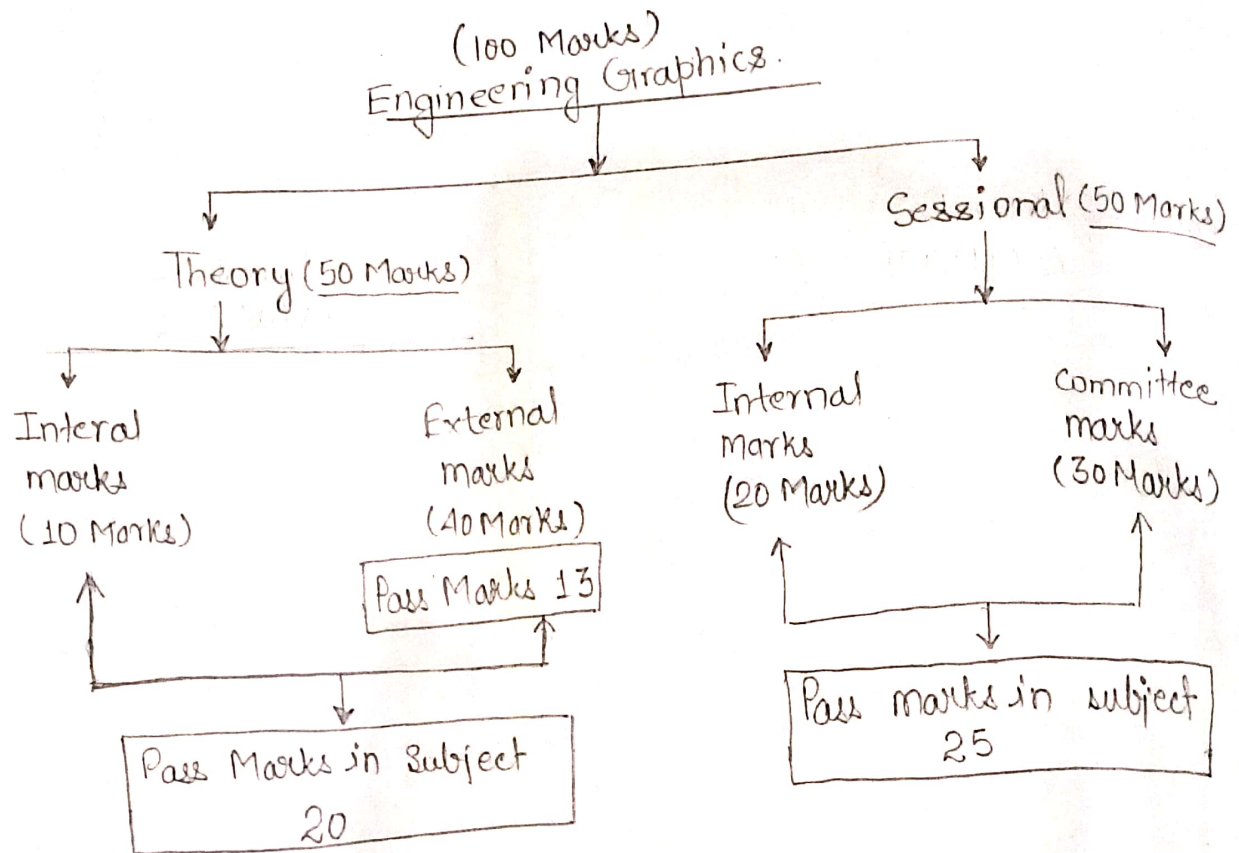 (100 Marks)
Engineering Graphics.
Theory (50 Marks)
Sessional (50 Marks)
Interal
marks
(10 Marks)
External
marks
(40 Marks)
Pass Marks 13
Pass Marks in Subject
20
Internal
Marks
(20 Marks)
Committee
marks
(30 Marks)
Pass marks in subject
25